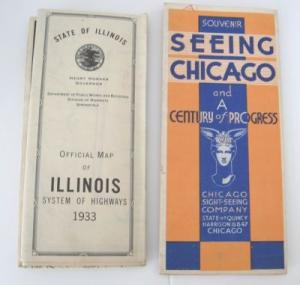 STATE OF ILLINOIS
HENRY HORNER
GOVERNOR
DEPARTMENT OF PUBLIC WORKS AND BUILDINGS
DIVISION OF HIGHWAYS
SPRINGFIELD
OFFICIAL MAP
OF
ILLINOIS
SYSTEM OF HIGHWAYS
1933
SOUVENIR
SEEING
CHICAGO
and
A
CENTURY of PROGRESS
CHICAGO
SIGHT-SEEING
COMPANY
STATE at QUINCY
HARRISON 8847
CHICAGO